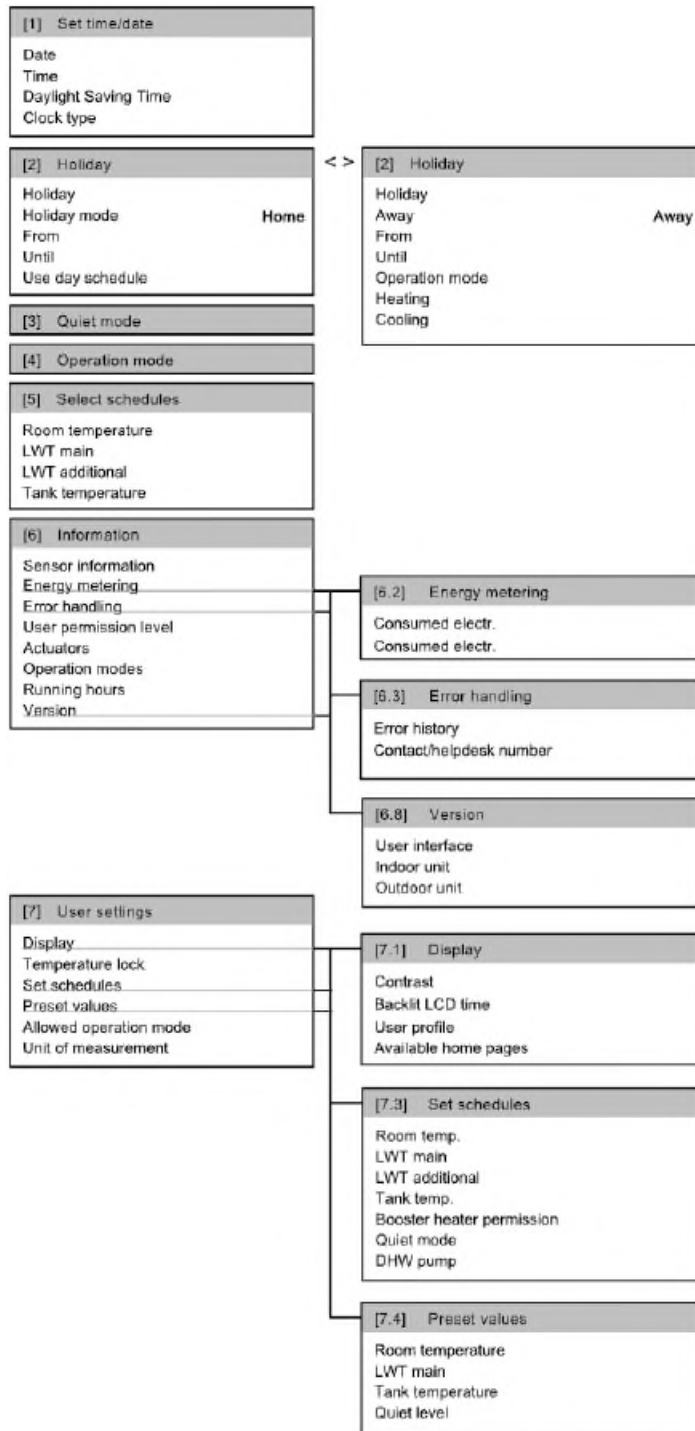 [1] Set time/date
Date
Time
Daylight Saving Time
Clock type
[2] Holiday
Holiday
Holiday mode Home
From
Until
Use day schedule
< >
[2] Holiday
Holiday
Away Away
From
Until
Operation mode
Heating
Cooling
[3] Quiet mode
[4] Operation mode
[5] Select schedules
Room temperature
LWT main
LWT additional
Tank temperature
[6] Information
Sensor information
Energy metering
Error handling
User permission level
Actuators
Operation modes
Running hours
Version
[6.2] Energy metering
Consumed electr.
Consumed electr.
[6.3] Error handling
Error history
Contact/helpdesk number
[6.8] Version
User interface
Indoor unit
Outdoor unit
[7] User settings
Display
Temperature lock
Set schedules
Preset values
Allowed operation mode
Unit of measurement
[7.1] Display
Contrast
Backlit LCD time
User profile
Available home pages
[7.3] Set schedules
Room temp.
LWT main
LWT additional
Tank temp.
Booster heater permission
Quiet mode
DHW pump
[7.4] Preset values
Room temperature
LWT main
Tank temperature
Quiet level